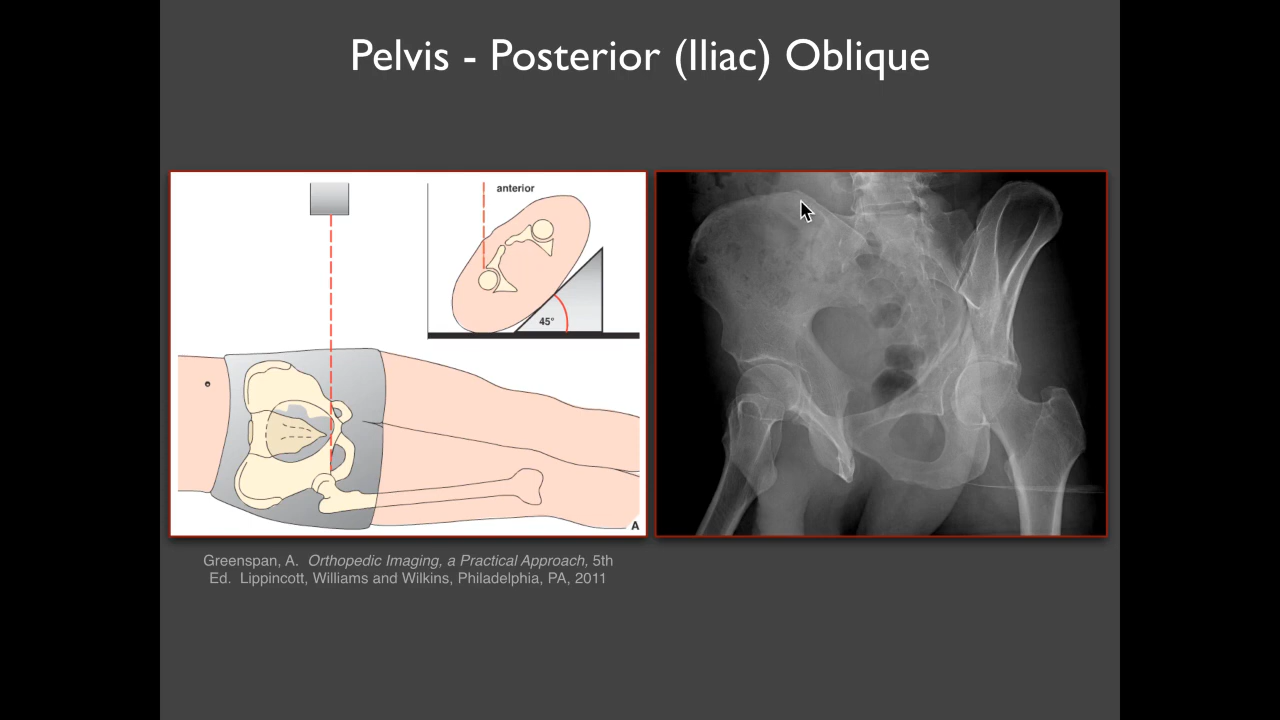 Pelvis - Posterior (Iliac) Oblique
anterior
45°
A
Greenspan, A. Orthopedic Imaging, a Practical Approach, 5th
Ed. Lippincott, Williams and Wilkins, Philadelphia, PA, 2011